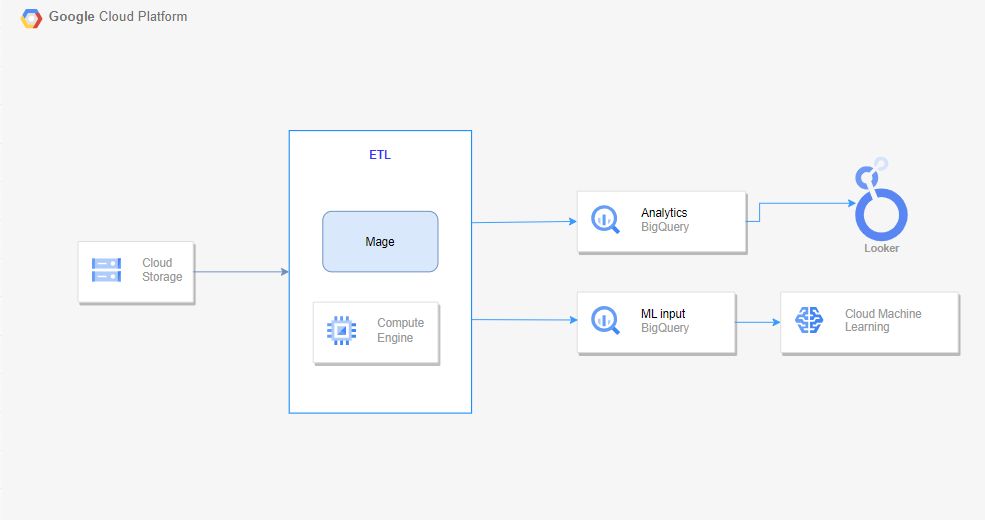 Google Cloud Platform
ETL
Mage
Cloud
Storage
Compute
Engine
Analytics
BigQuery
Looker
ML input
BigQuery
Cloud Machine
Learning